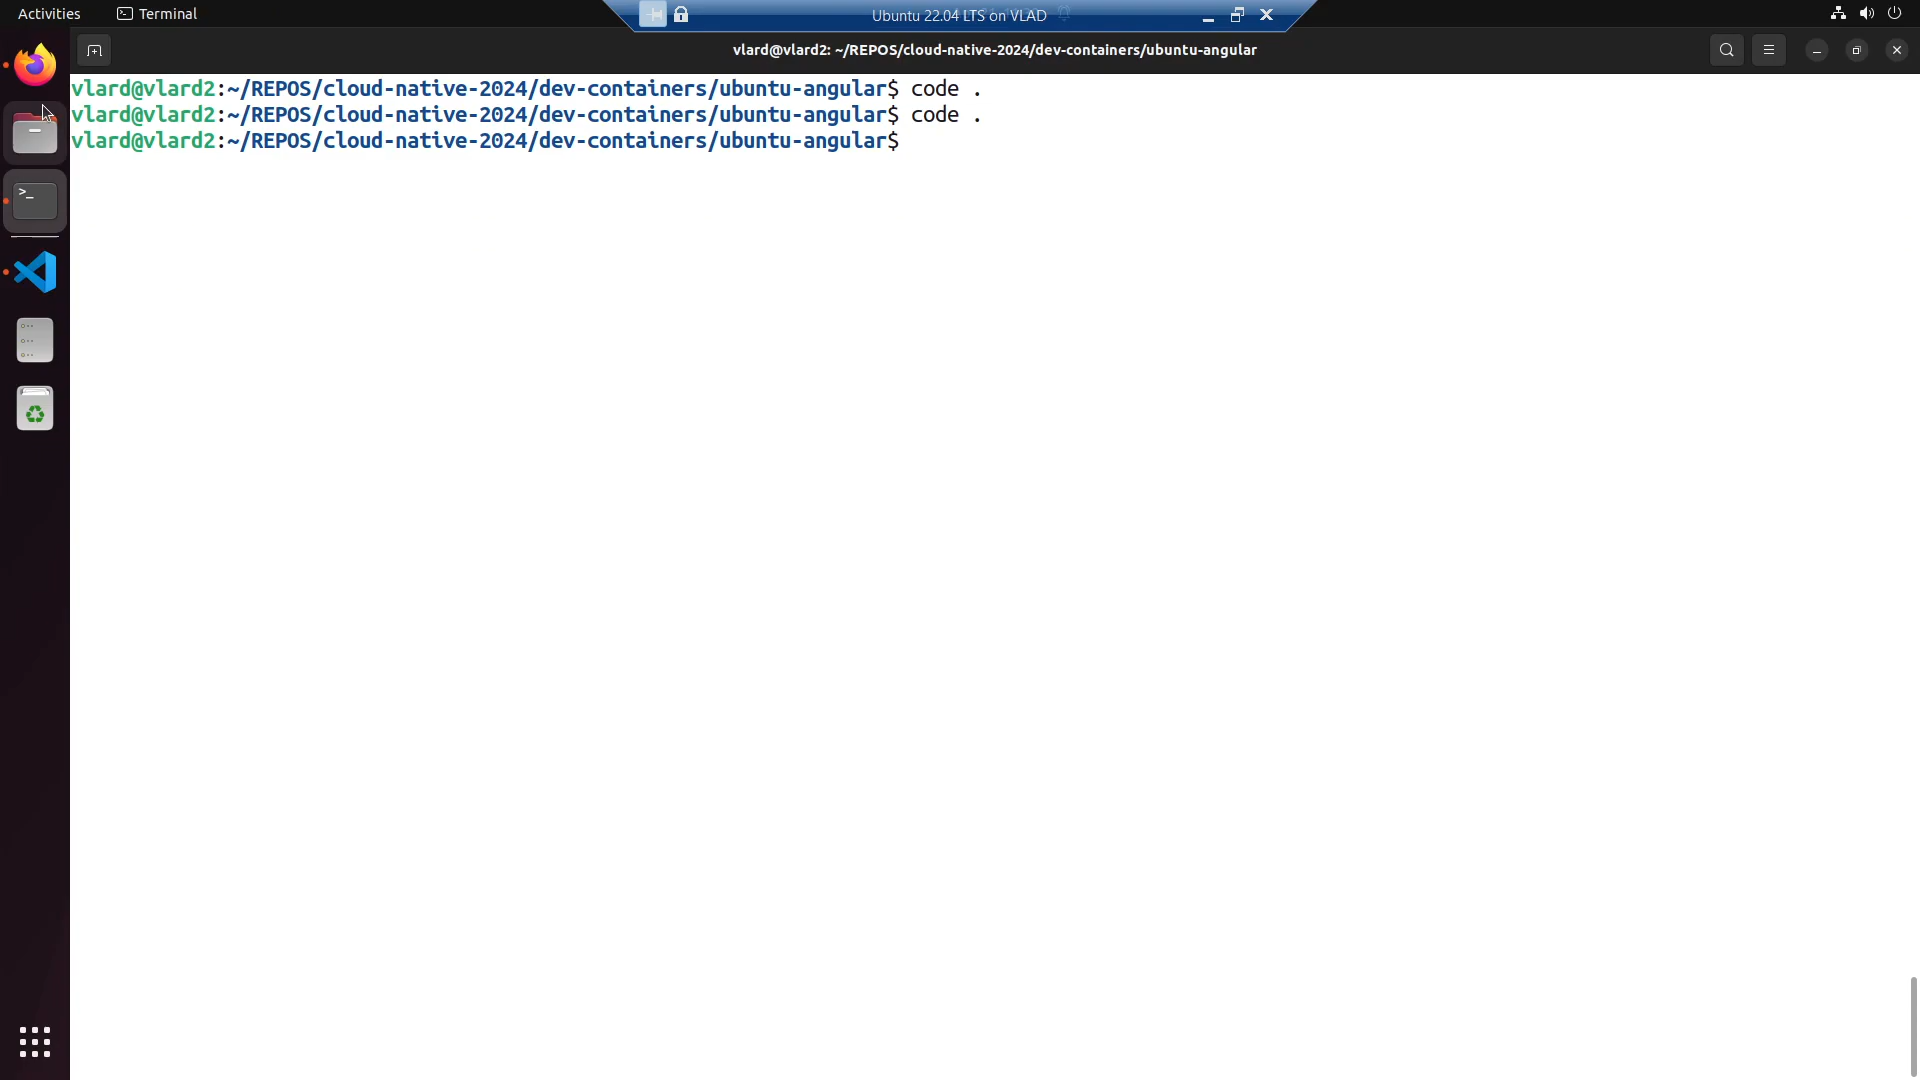 Activities
Terminal
Ubuntu 22.04 LTS on VLAD
vlard@vlard2: ~/REPOS/cloud-native-2024/dev-containers/ubuntu-angular
vlard@vlard2:~/REPOS/cloud-native-2024/dev-containers/ubuntu-angular$ code .
vlard@vlard2:~/REPOS/cloud-native-2024/dev-containers/ubuntu-angular$ code .
vlard@vlard2:~/REPOS/cloud-native-2024/dev-containers/ubuntu-angular$